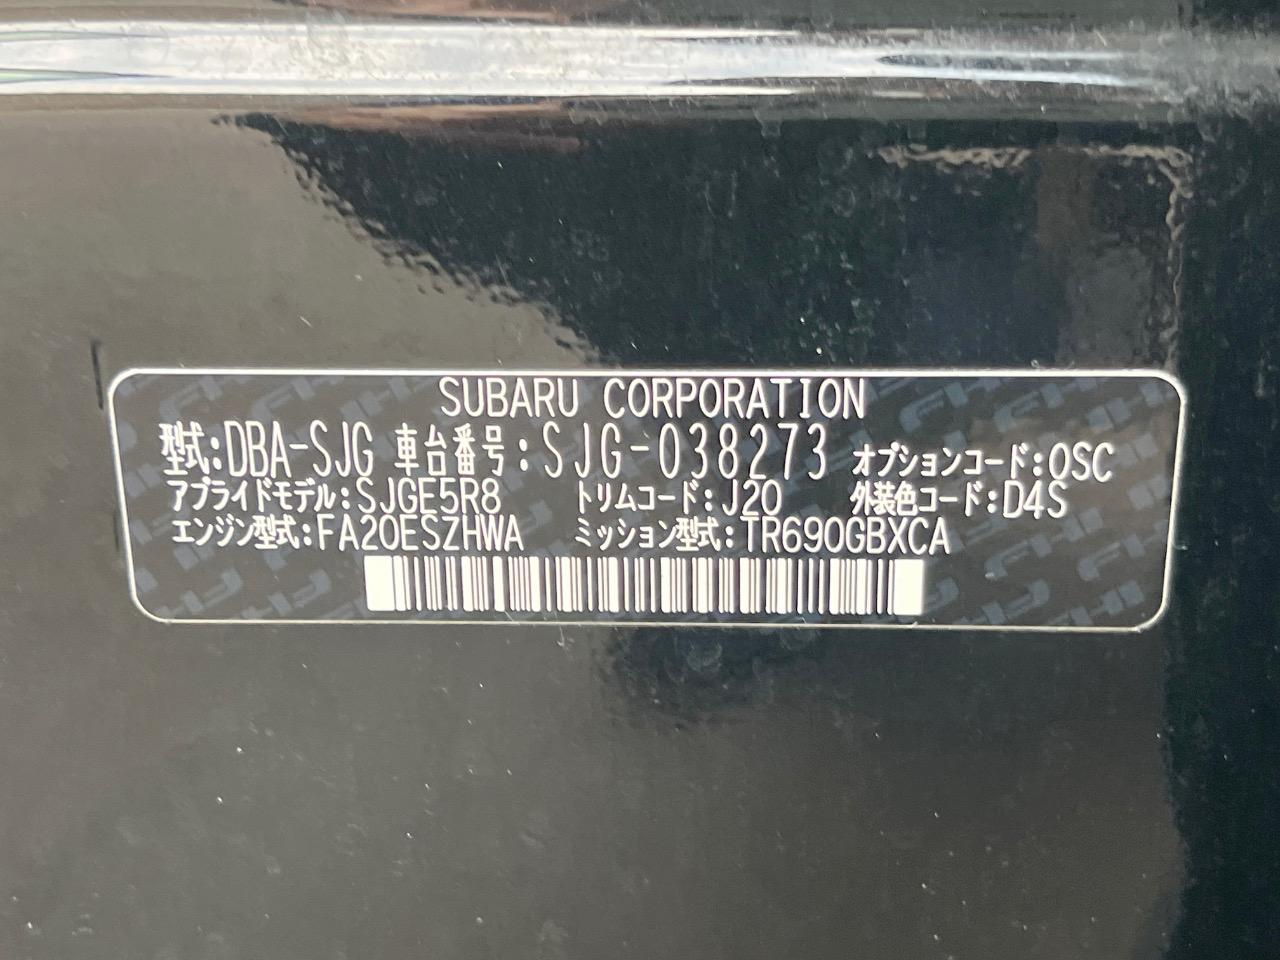 SUBARU CORPORATION
型式:DBA-SJG 車台番号:SJG-038273 オプションコード:OSC
アプライドモデル:SJGE5R8 トリムコード:J20 外装色コード:D4S
エンジン型式:FA20ESZHWA ミッション型式:TR690GBXCA